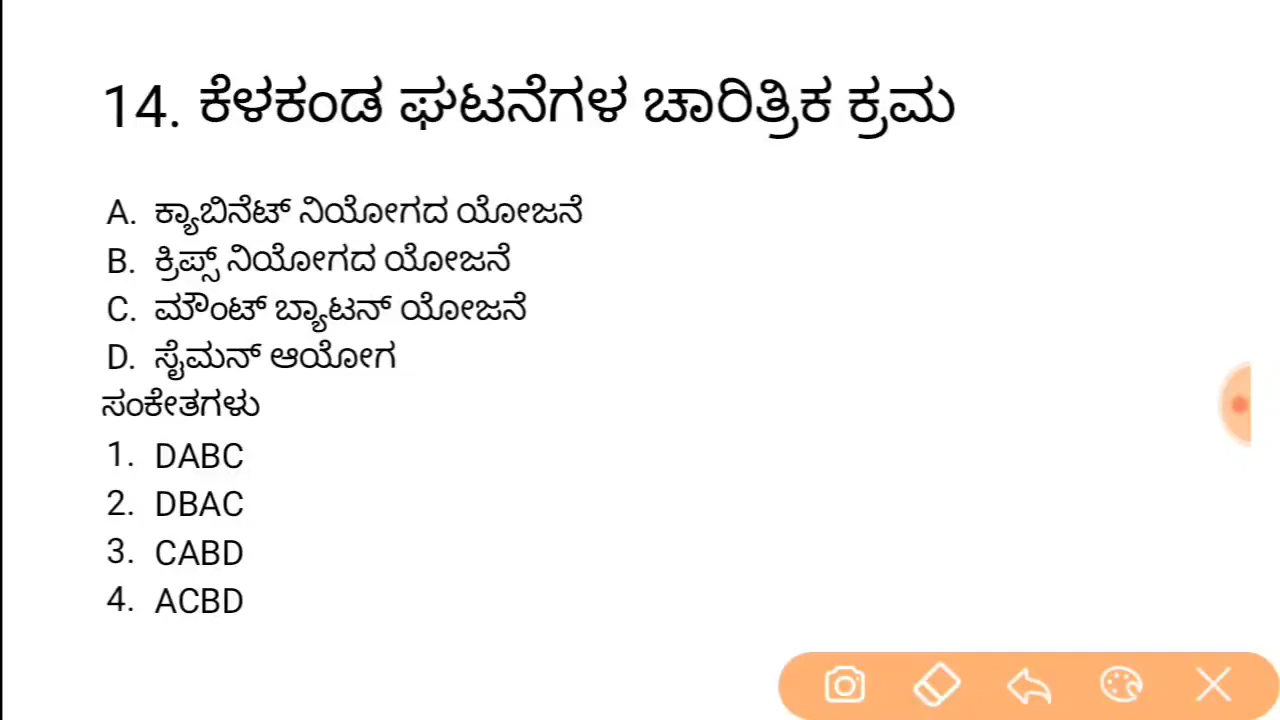 14. ಕೆಳಕಂಡ ಘಟನೆಗಳ ಚಾರಿತ್ರಿಕ ಕ್ರಮ
A. ಕ್ಯಾಬಿನೆಟ್ ನಿಯೋಗದ ಯೋಜನೆ
B. ಕ್ರಿಪ್ಸ್ ನಿಯೋಗದ ಯೋಜನೆ
C. ಮೌಂಟ್ ಬ್ಯಾಟನ್ ಯೋಜನೆ
D. ಸೈಮನ್ ಆಯೋಗ
ಸಂಕೇತಗಳು
1. DABC
2. DBAC
3. CABD
4. ACBD